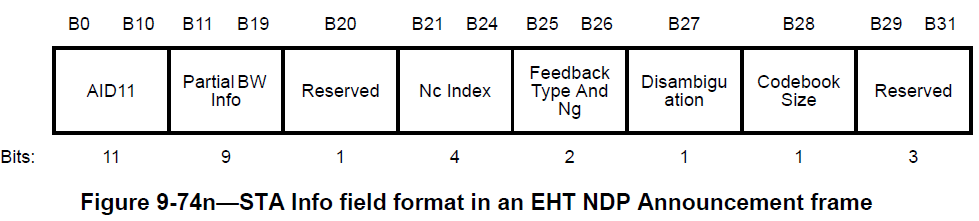 B0 B10 B11 B19 B20 B21 B24 B25 B26 B27 B28 B29 B31
AID11
Partial BW
Info
Reserved
Nc Index
Feedback
Type And
Ng
Disambigu
ation
Codebook
Size
Reserved
Bits: 11 9 1 4 2 1 1 3
Figure 9-74n—STA Info field format in an EHT NDP Announcement frame